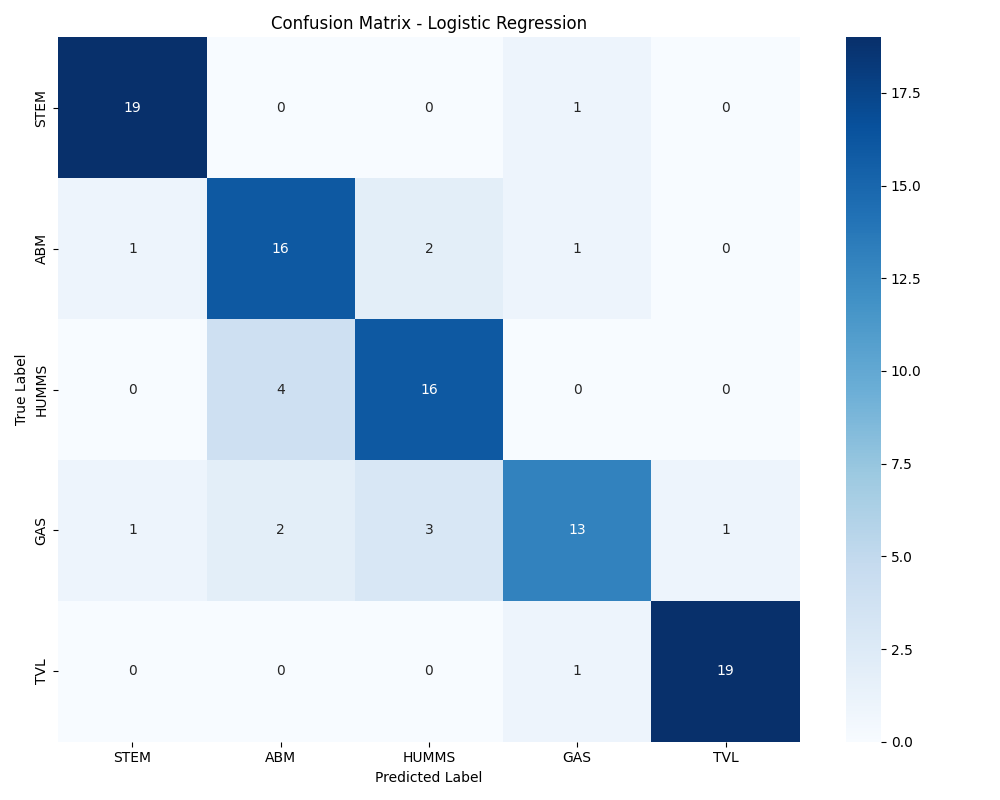 Confusion Matrix - Logistic Regression
True Label
STEM 19 0 0 1 0
ABM 1 16 2 1 0
HUMMS 0 4 16 0 0
GAS 1 2 3 13 1
TVL 0 0 0 1 19
STEM ABM HUMMS GAS TVL
Predicted Label
17.5
15.0
12.5
10.0
7.5
5.0
2.5
0.0